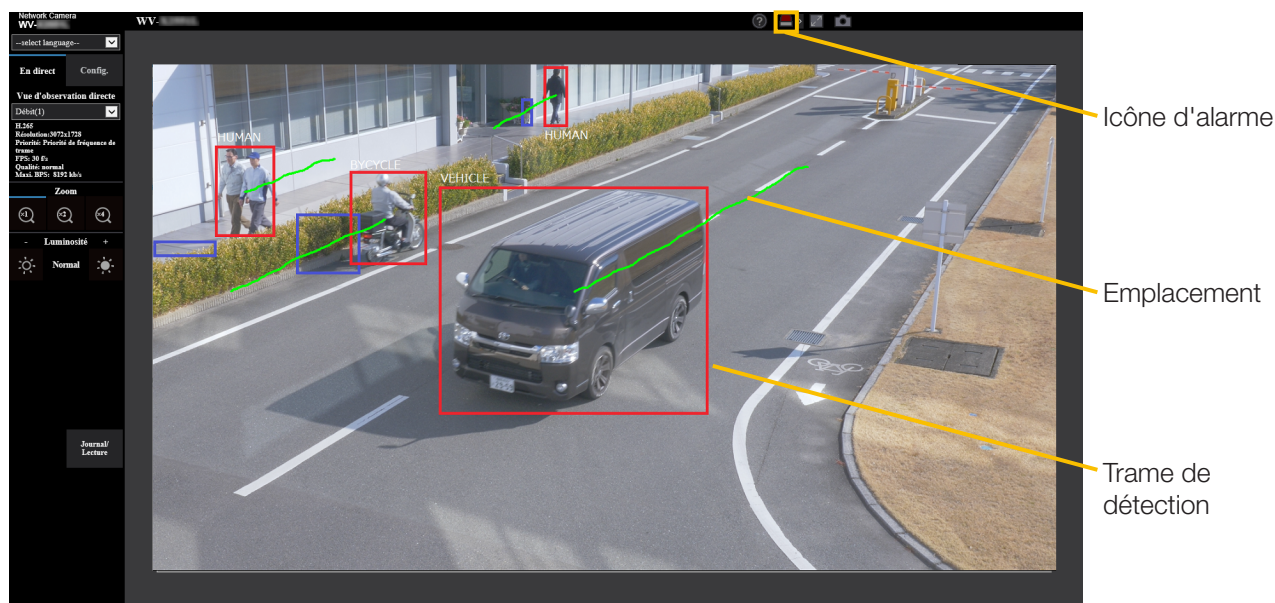 Network Camera
WV-
WV-
--select language--
En direct
Config.
Vue d'observation directe
Débit(1)
H.265
Résolution:3072x1728
Priorité: Priorité de fréquence de
trame
FPS: 30 f/s
Qualité: normal
Maxi. BPS: 8192 kb/s
Zoom
x1
x2
x4
- Luminosité +
Normal
Journal/
Lecture
?
HUMAN
BYCYCLE
VEHICLE
HUMAN
Icône d'alarme
Emplacement
Trame de
détection